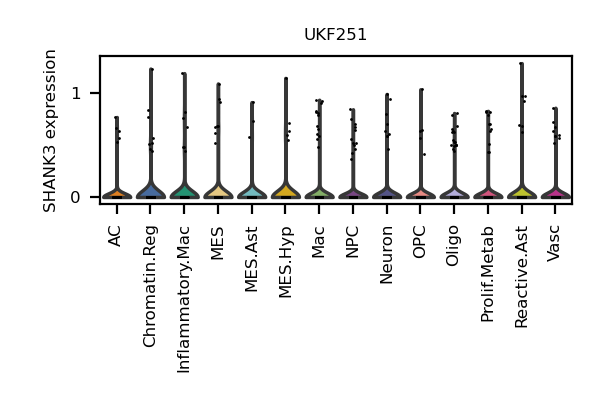 UKF251
SHANK3 expression
1
0
AC
Chromatin.Reg
Inflammatory.Mac
MES
MES.Ast
MES.Hyp
Mac
NPC
Neuron
OPC
Oligo
Prolif.Metab
Reactive.Ast
Vasc